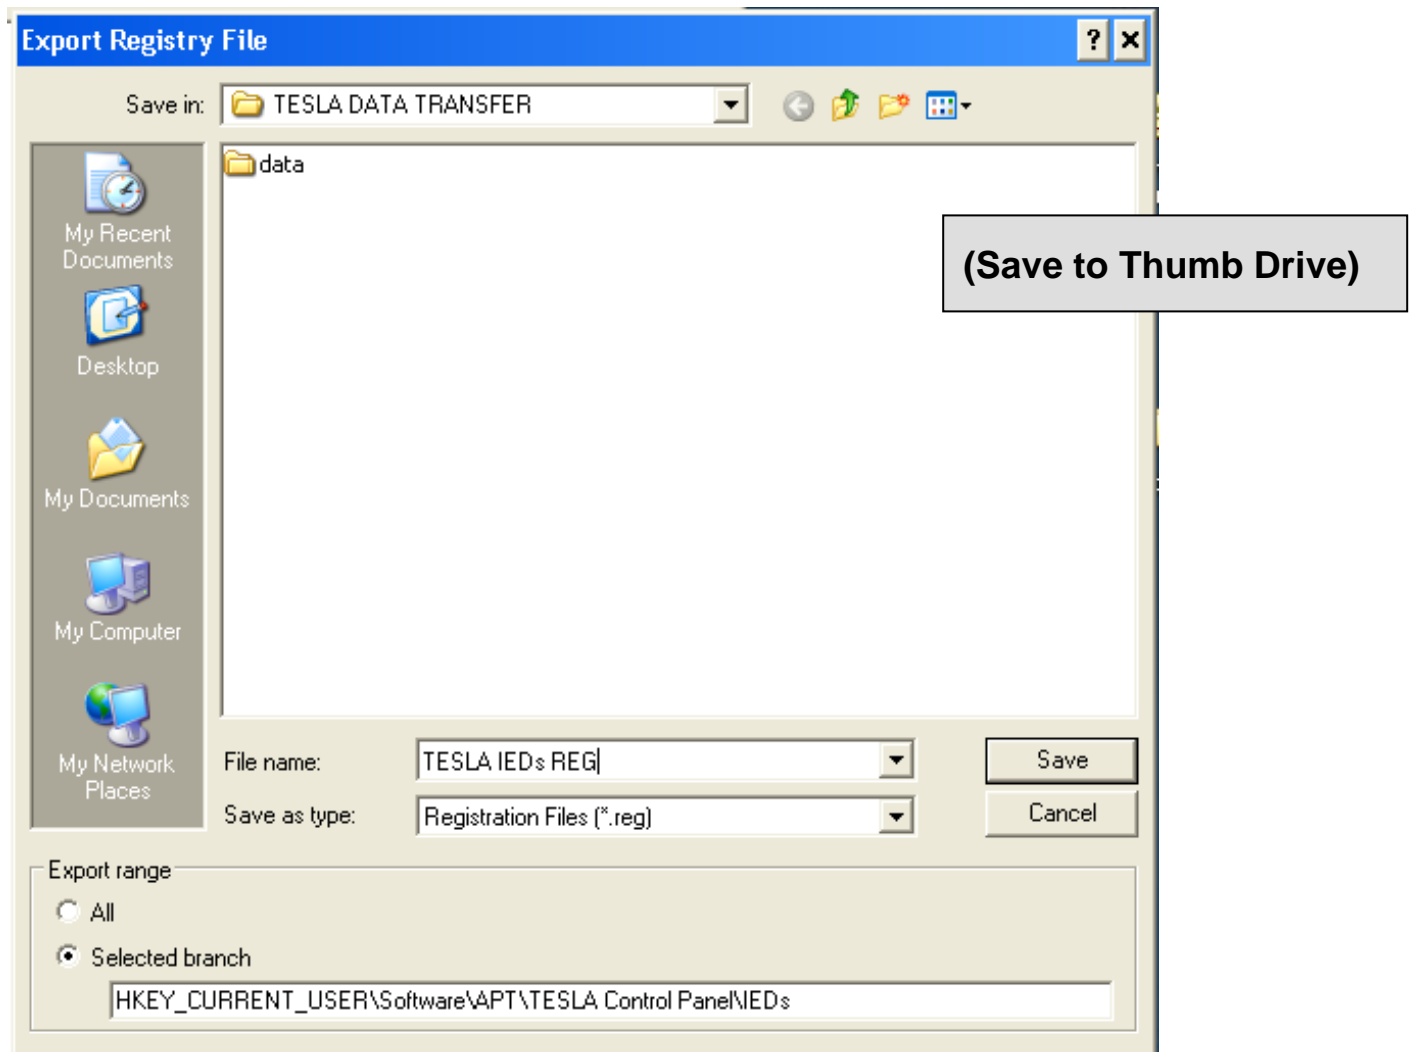 Export Registry File
Save in:
TESLA DATA TRANSFER
data
My Recent
Documents
Desktop
My Documents
My Computer
My Network
Places
(Save to Thumb Drive)
File name:
TESLA IEDs REG
Save
Save as type:
Registration Files (*.reg)
Cancel
Export range
All
Selected branch
HKEY_CURRENT_USER\Software\APT\TESLA Control Panel\IEDs